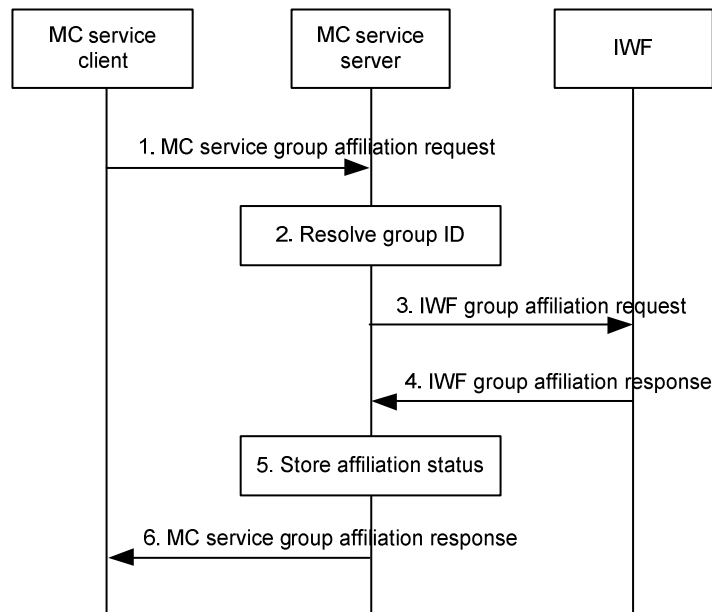 MC service
client
MC service
server
IWF
1. MC service group affiliation request
2. Resolve group ID
3. IWF group affiliation request
4. IWF group affiliation response
5. Store affiliation status
6. MC service group affiliation response